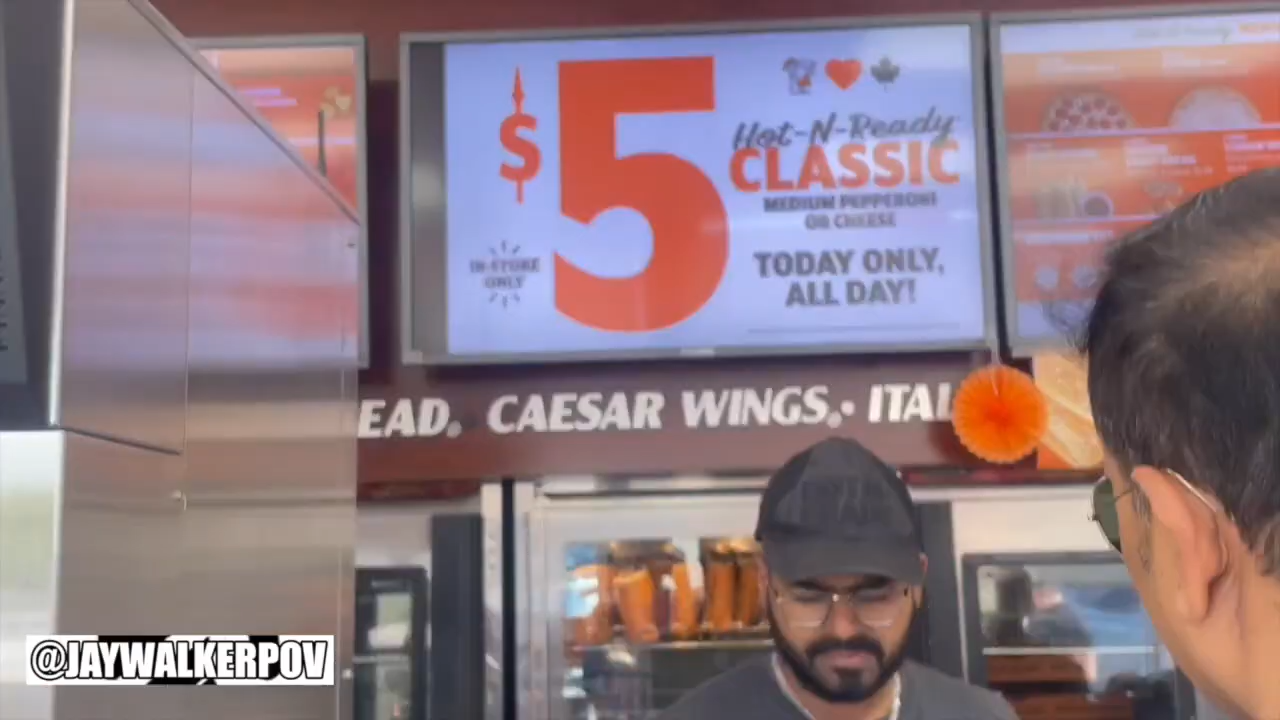 $5
Hot-N-Ready
CLASSIC
MEDIUM PEPPERONI
OR CHEESE
IN-STORE
ONLY
TODAY ONLY,
ALL DAY!
EAD. CAESAR WINGS. • ITAL
@JAYWALKERPOV